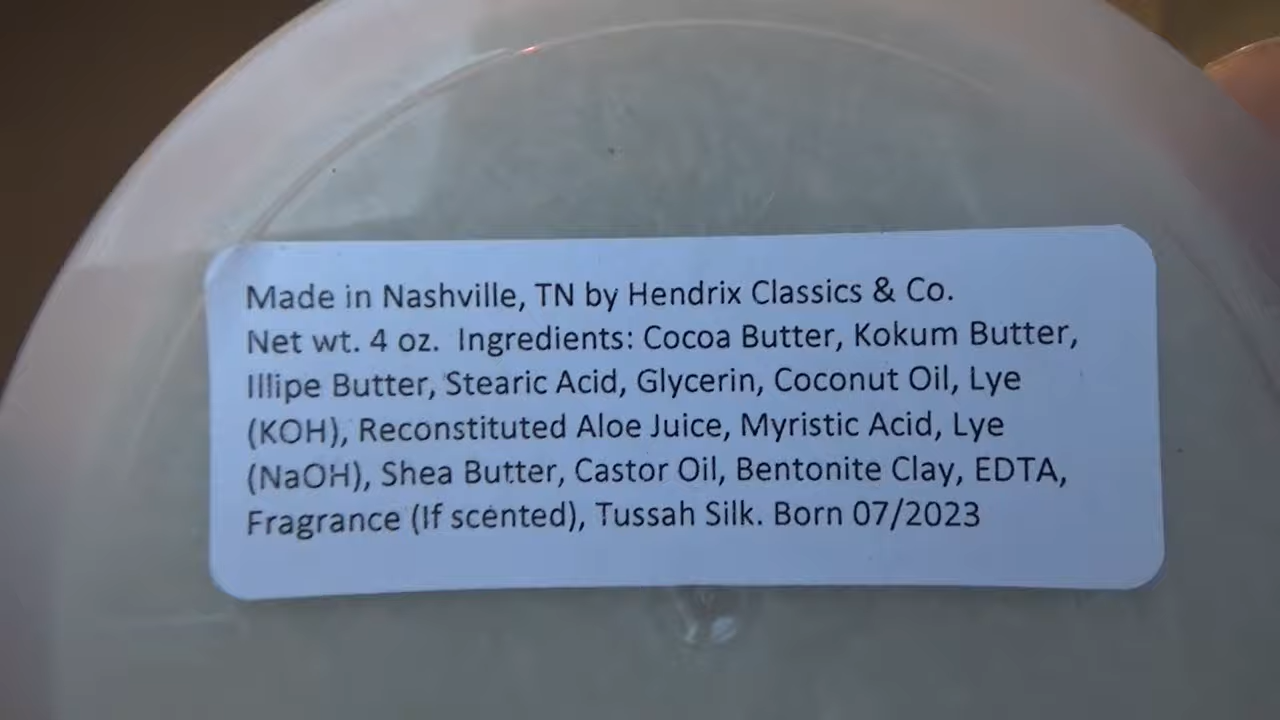 Made in Nashville, TN by Hendrix Classics & Co.
Net wt. 4 oz.  Ingredients: Cocoa Butter, Kokum Butter,
Illipe Butter, Stearic Acid, Glycerin, Coconut Oil, Lye
(KOH), Reconstituted Aloe Juice, Myristic Acid, Lye
(NaOH), Shea Butter, Castor Oil, Bentonite Clay, EDTA,
Fragrance (If scented), Tussah Silk. Born 07/2023